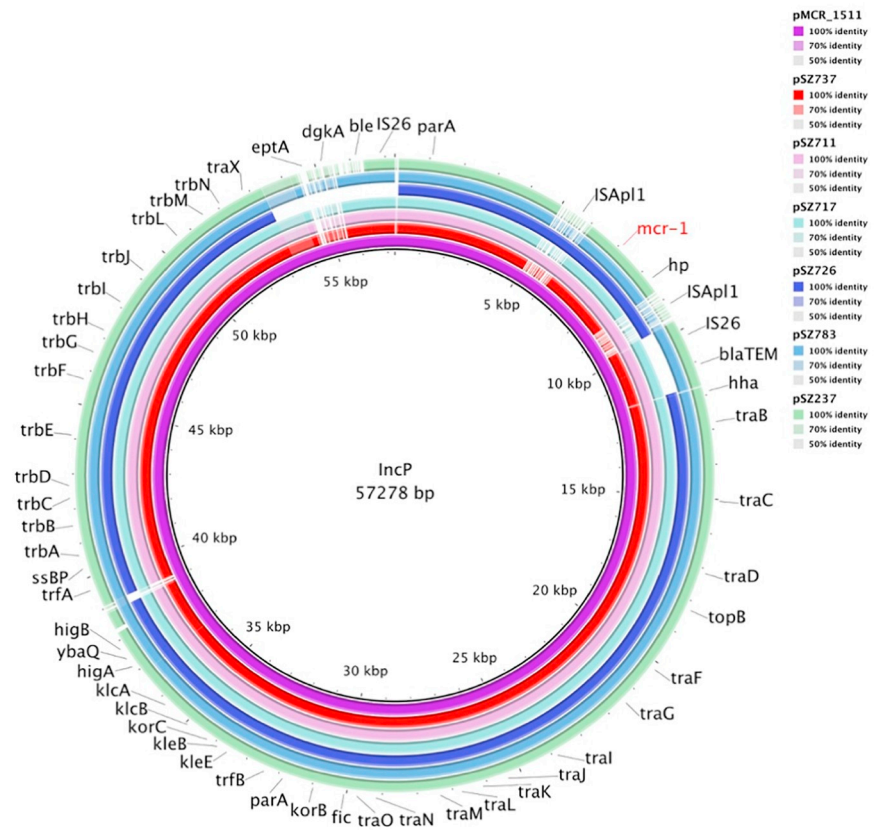 pMCR_1511
100% identity
70% identity
50% identity
pSZ737
100% identity
70% identity
50% identity
pSZ711
100% identity
70% identity
50% identity
pSZ717
100% identity
70% identity
50% identity
pSZ726
100% identity
70% identity
50% identity
pSZ783
100% identity
70% identity
50% identity
pSZ237
100% identity
70% identity
50% identity
parA
ISApl1
mcr-1
hp
ISApl1
IS26
blaTEM
hha
traB
traC
traD
topB
traF
traG
traI
traJ
traK
traL
traM
traN
traO
fic
korB
parA
trfB
kleE
kleB
korC
klcB
klcA
higA
ybaQ
higB
trfA
ssBP
trbA
trbB
trbC
trbD
trbE
trbF
trbG
trbH
trbI
trbJ
trbL
trbM
trbN
traX
eptA
dgkA
ble
IS26
5 kbp
10 kbp
15 kbp
20 kbp
25 kbp
30 kbp
35 kbp
40 kbp
45 kbp
50 kbp
55 kbp
IncP
57278 bp